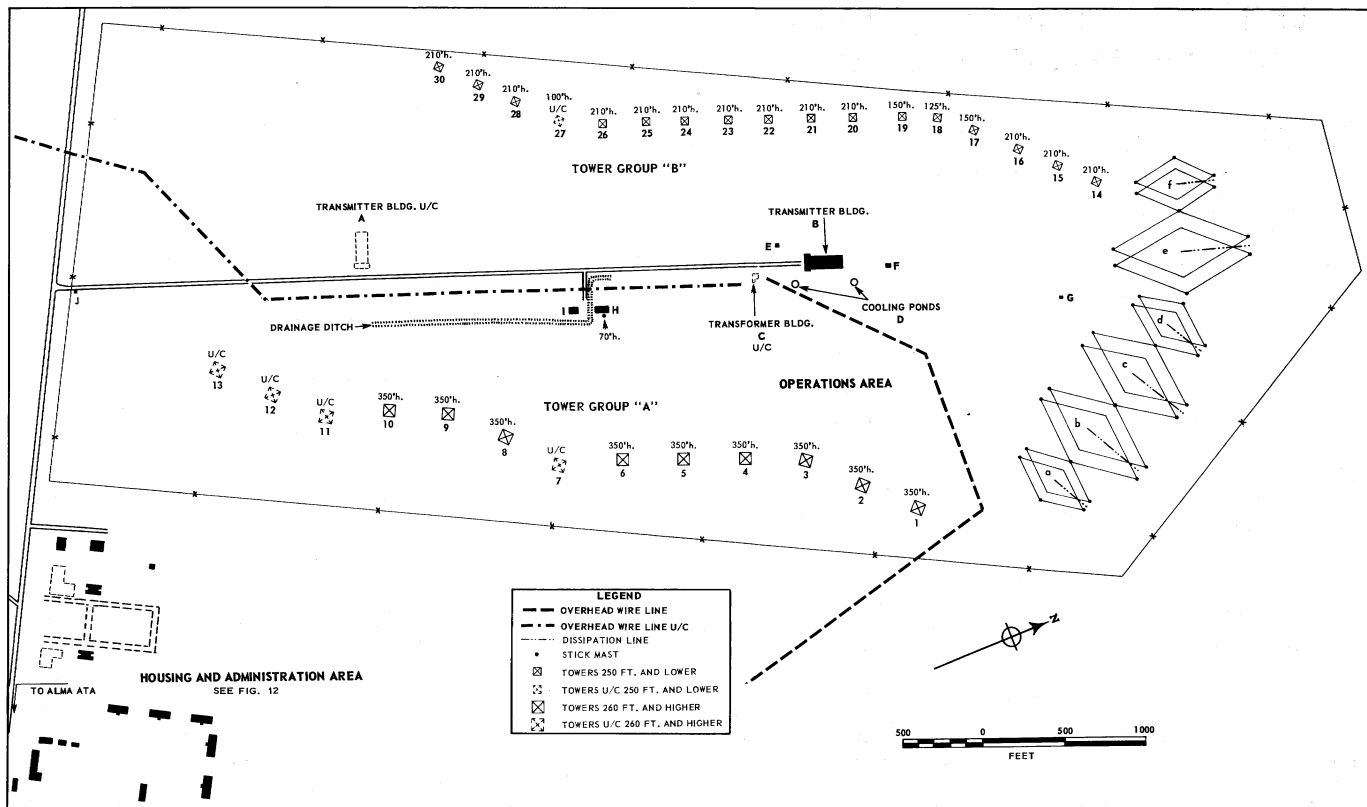 210'h.
30
210'h.
29
210'h.
28
100'h.
U/C
27
210'h.
26
210'h.
25
210'h.
24
210'h.
23
210'h.
22
210'h.
21
210'h.
20
150'h.
19
125'h.
18
150'h.
17
210'h.
16
210'h.
15
210'h.
14
TOWER GROUP "B"
TRANSMITTER BLDG. U/C
A
TRANSMITTER BLDG.
B
E
F
G
f
e
d
c
b
a
COOLING PONDS
D
DRAINAGE DITCH
I
H
70'h.
TRANSFORMER BLDG.
C
U/C
OPERATIONS AREA
TOWER GROUP "A"
U/C
13
U/C
12
U/C
11
350'h.
10
350'h.
9
350'h.
8
U/C
7
350'h.
6
350'h.
5
350'h.
4
350'h.
3
350'h.
2
350'h.
1
LEGEND
OVERHEAD WIRE LINE
OVERHEAD WIRE LINE U/C
DISSIPATION LINE
STICK MAST
TOWERS 250 FT. AND LOWER
TOWERS U/C 250 FT. AND LOWER
TOWERS 260 FT. AND HIGHER
TOWERS U/C 260 FT. AND HIGHER
N
HOUSING AND ADMINISTRATION AREA
SEE FIG. 12
TO ALMA ATA
500 0 500 1000
FEET